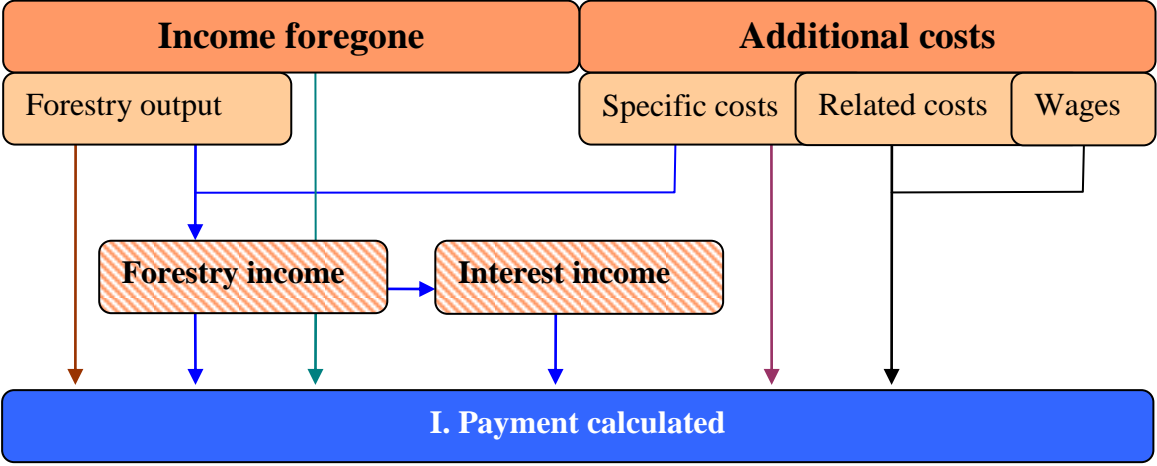 Income foregone
Additional costs
Forestry output
Specific costs
Related costs
Wages
Forestry income
Interest income
I. Payment calculated